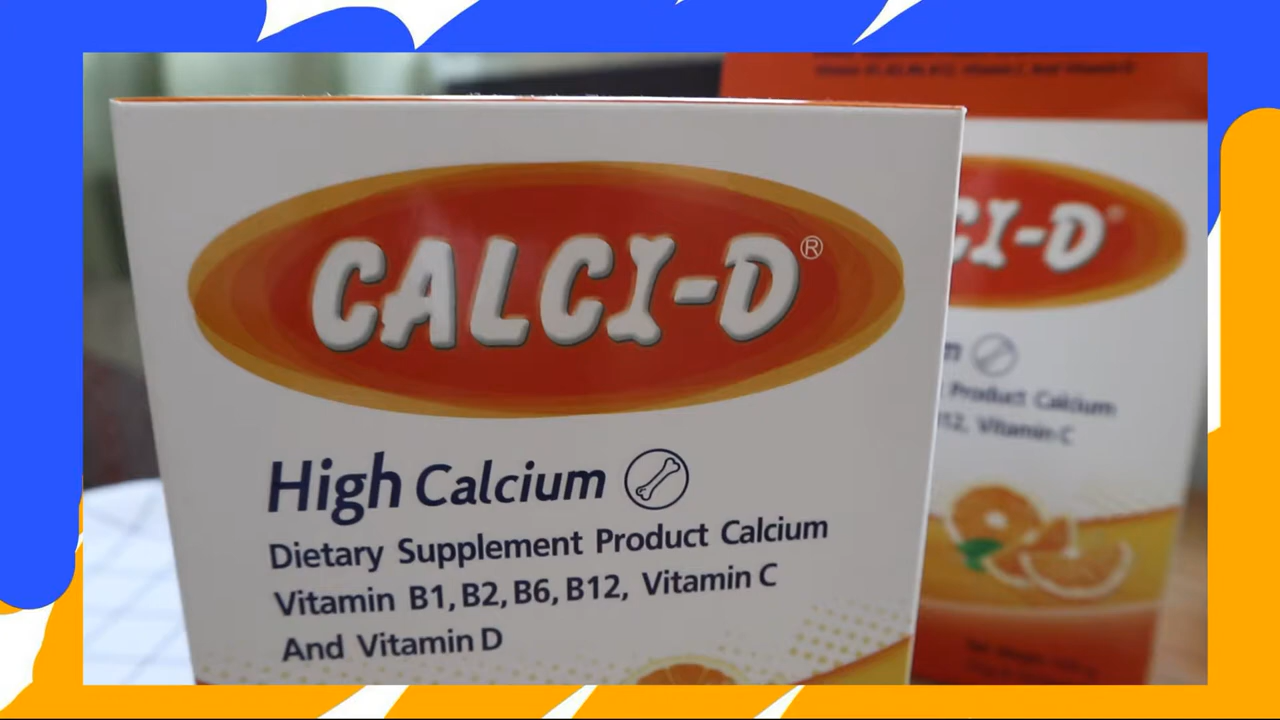 CALCI-D®
High Calcium
Dietary Supplement Product Calcium
Vitamin B1, B2, B6, B12, Vitamin C
And Vitamin D
CI-D
Product Calcium
B12, Vitamin C